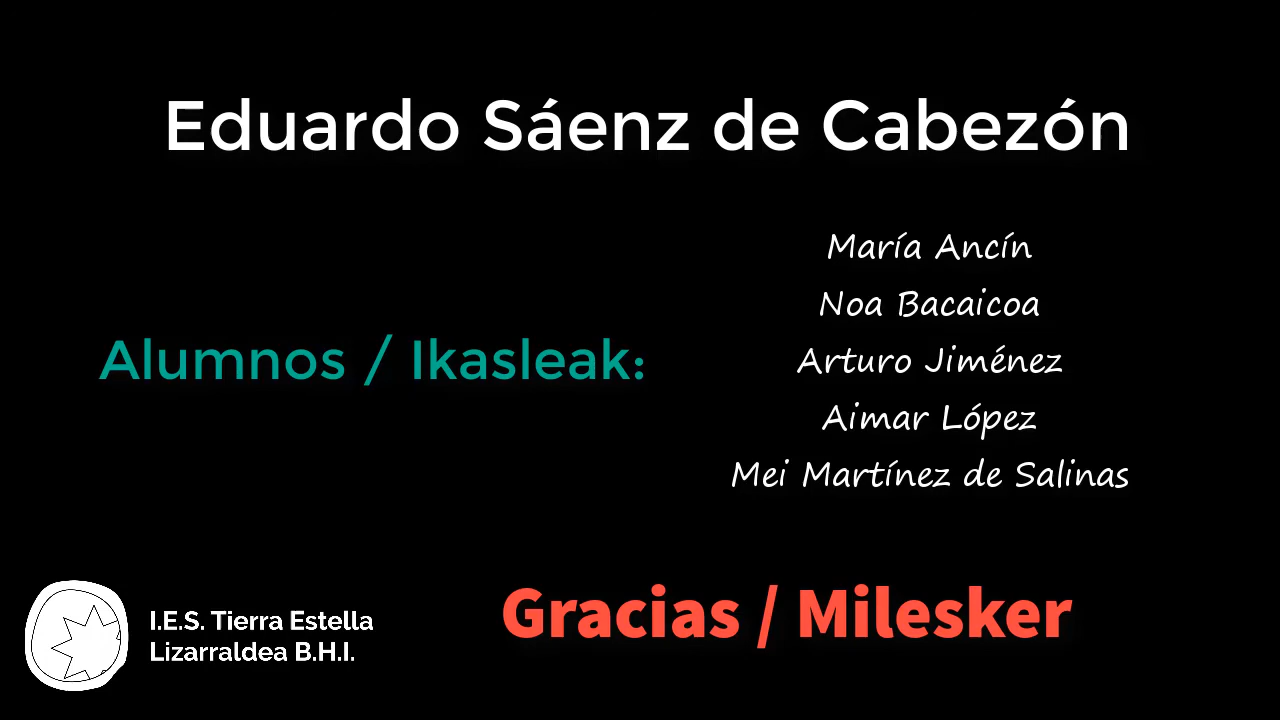 Eduardo Sáenz de Cabezón
Alumnos / Ikasleak:
María Ancín
Noa Bacaicoa
Arturo Jiménez
Aimar López
Mei Martínez de Salinas
Gracias / Milesker
I.E.S. Tierra Estella
Lizarraldea B.H.I.